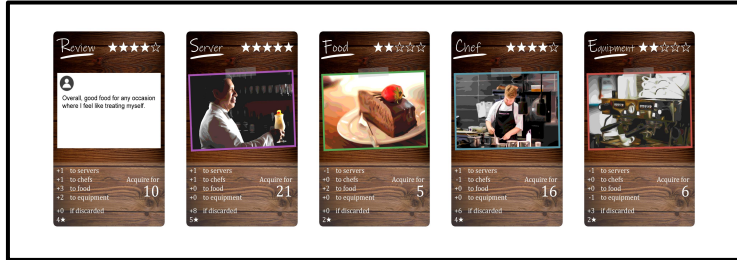 Review ★★★★☆
Overall, good food for any occasion
where I feel like treating myself.
+1 to servers
+1 to chefs
+3 to food
+2 to equipment
+0 if discarded
4★
Acquire for
10
Server ★★★★★
+1 to servers
+1 to chefs
+0 to food
+0 to equipment
+8 if discarded
5★
Acquire for
21
Food ★★☆☆☆
-1 to servers
+0 to chefs
+2 to food
+0 to equipment
+0 if discarded
2★
Acquire for
5
Chef ★★★★☆
+1 to servers
-1 to chefs
+0 to food
+0 to equipment
+6 if discarded
4★
Acquire for
16
Equipment ★★☆☆☆
-1 to servers
+0 to chefs
+0 to food
-1 to equipment
+3 if discarded
2★
Acquire for
6